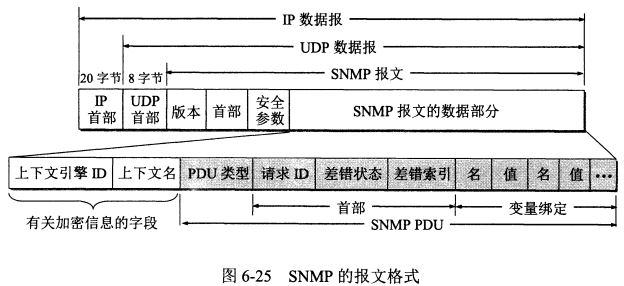 IP 数据报
UDP 数据报
20 字节 8 字节 SNMP 报文
IP 首部 UDP 首部 版本 首部 安全参数 SNMP 报文的数据部分
上下文引擎 ID 上下文名 PDU 类型 请求 ID 差错状态 差错索引 名 值 名 值 …
有关加密信息的字段 首部 变量绑定
SNMP PDU
图 6-25 SNMP 的报文格式